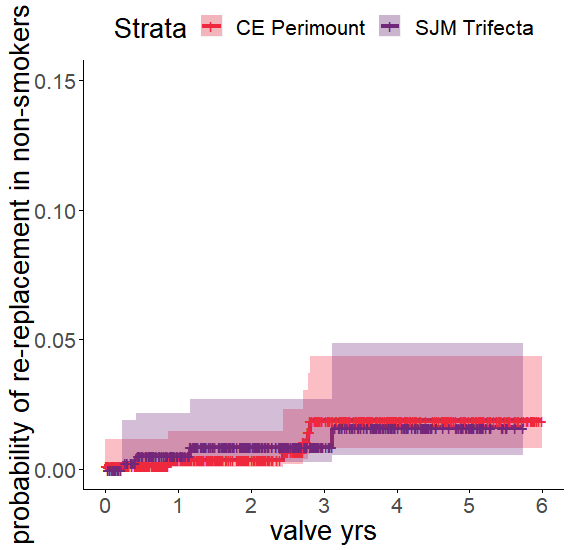 Strata CE Perimount SJM Trifecta
probability of re-replacement in non-smokers
0.15
0.10
0.05
0.00
0 1 2 3 4 5 6
valve yrs